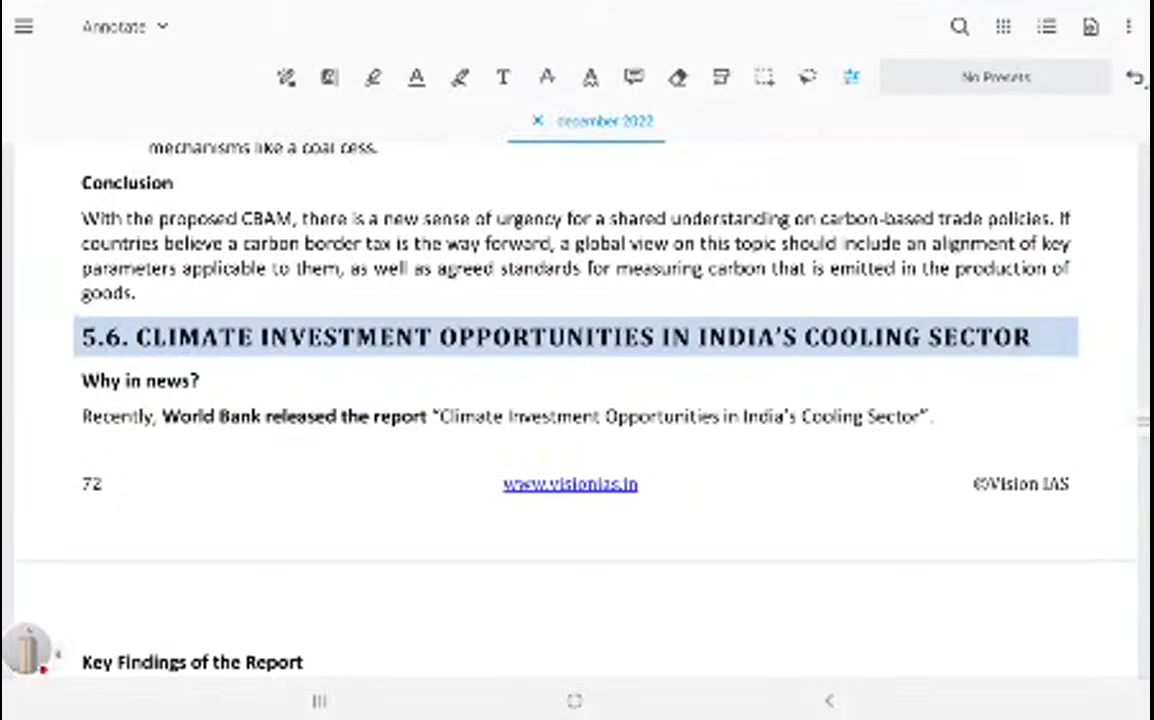 Annotate
No Presets
december 2022
mechanisms like a coal cess.
Conclusion
With the proposed CBAM, there is a new sense of urgency for a shared understanding on carbon-based trade policies. If
countries believe a carbon border tax is the way forward, a global view on this topic should include an alignment of key
parameters applicable to them, as well as agreed standards for measuring carbon that is emitted in the production of
goods.
5.6. CLIMATE INVESTMENT OPPORTUNITIES IN INDIA'S COOLING SECTOR
Why in news?
Recently, World Bank released the report "Climate Investment Opportunities in India's Cooling Sector".
72 www.visionias.in ©Vision IAS
Key Findings of the Report